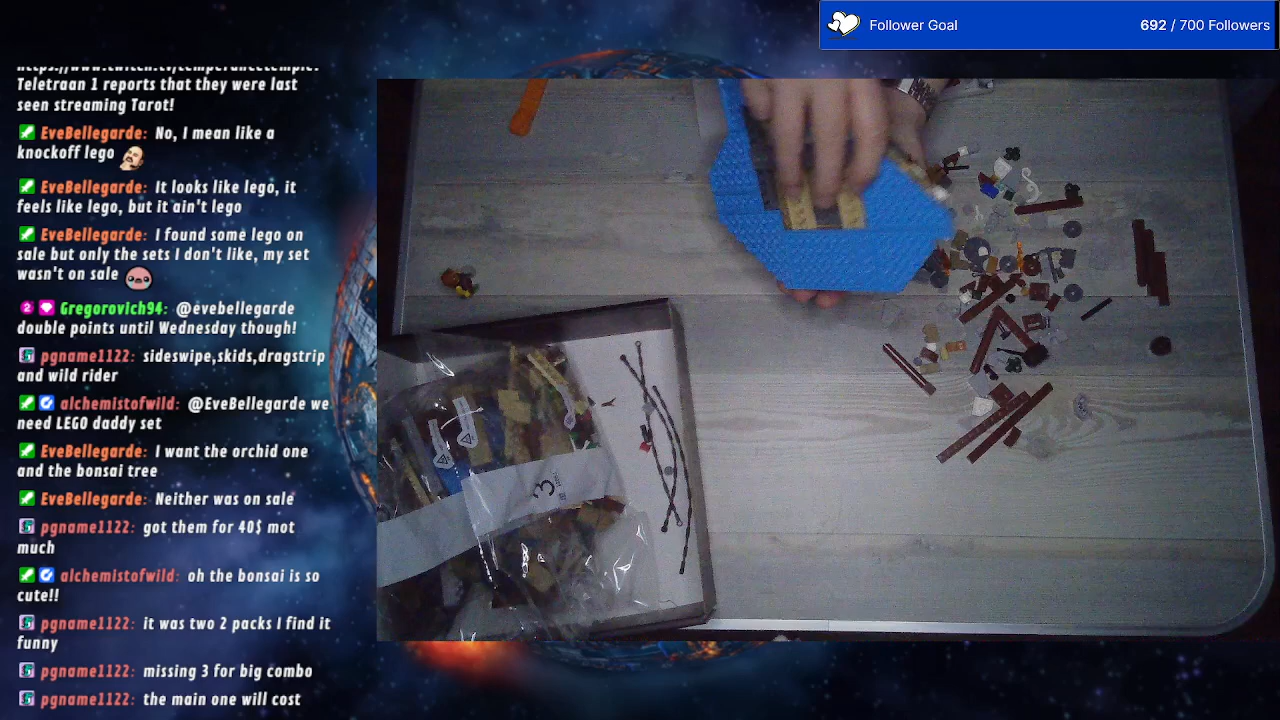 Follower Goal 692 / 700 Followers
Teletraan 1 reports that they were last
seen streaming Tarot!
EveBellegarde: No, I mean like a
knockoff lego
EveBellegarde: It looks like lego, it
feels like lego, but it ain't lego
EveBellegarde: I found some lego on
sale but only the sets I don't like, my set
wasn't on sale
2 Gregorovich94: @evebellegarde
double points until Wednesday though!
pgname1122: sideswipe,skids,dragstrip
and wild rider
alchemistofwild: @EveBellegarde we
need LEGO daddy set
EveBellegarde: I want the orchid one
and the bonsai tree
EveBellegarde: Neither was on sale
pgname1122: got them for 40$ mot
much
alchemistofwild: oh the bonsai is so
cute!!
pgname1122: it was two 2 packs I find it
funny
pgname1122: missing 3 for big combo
pgname1122: the main one will cost
3